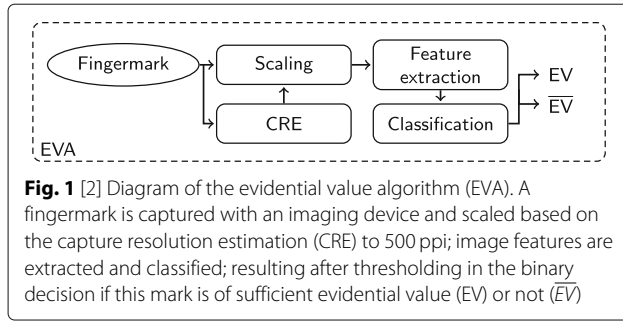 Fingermark
Scaling
Feature
extraction
EV
CRE
Classification
E̅V̅
EVA
Fig. 1 [2] Diagram of the evidential value algorithm (EVA). A
fingermark is captured with an imaging device and scaled based on
the capture resolution estimation (CRE) to 500 ppi; image features are
extracted and classified; resulting after thresholding in the binary
decision if this mark is of sufficient evidential value (EV) or not (E̅V̅)